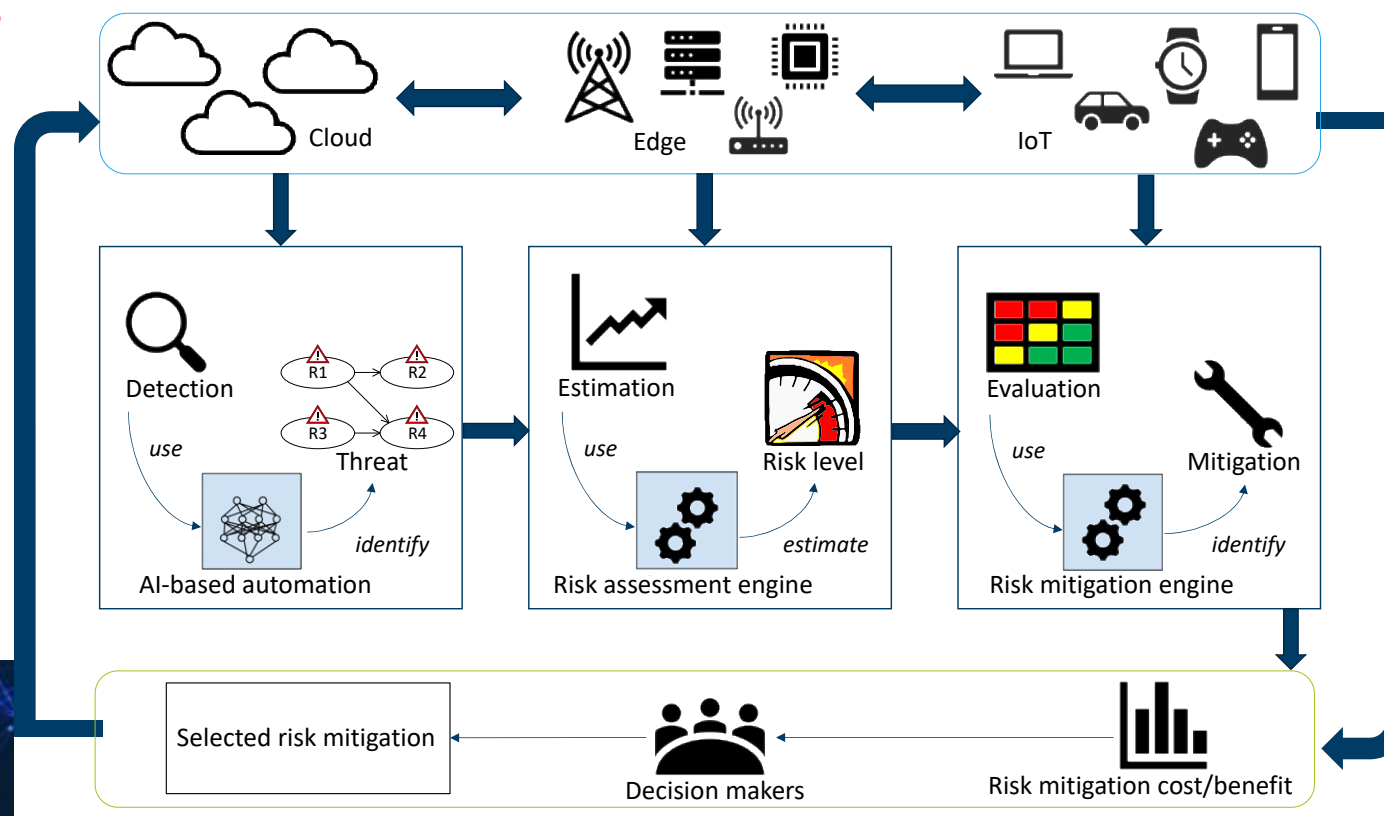 Cloud
Edge
IoT
Detection
R1
R2
R3
R4
Threat
use
identify
AI-based automation
Estimation
Risk level
use
estimate
Risk assessment engine
Evaluation
Mitigation
use
identify
Risk mitigation engine
Selected risk mitigation
Decision makers
Risk mitigation cost/benefit